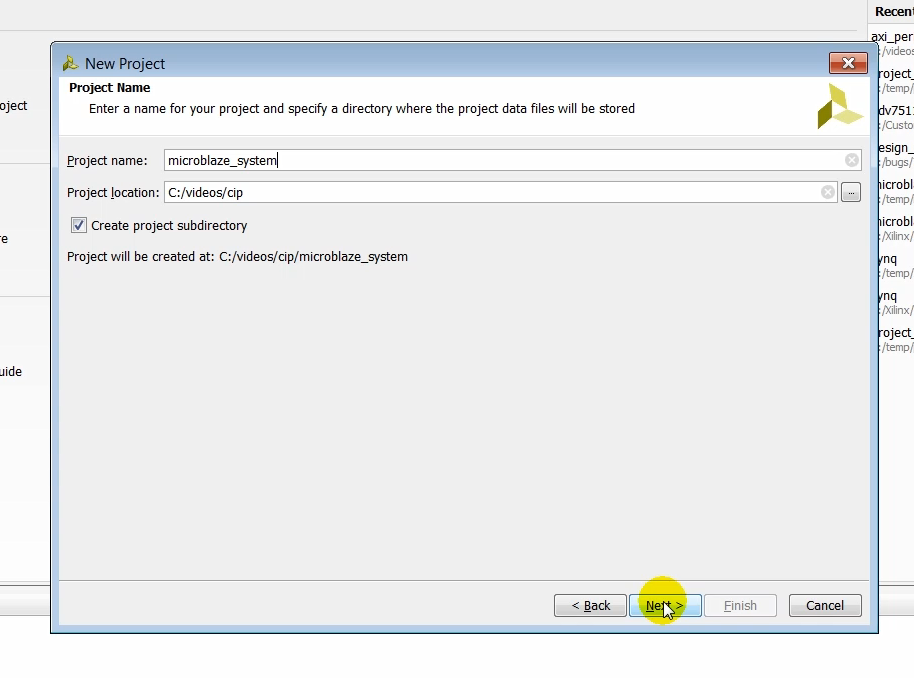 Recent
axi_per
:/videos
oject
roject_
:/temp/
dv751
:/Custo
esign_
:/bugs/
microbl
:/temp/
re
microbl
:/Xilinx/
ynq
:/temp/
ynq
:/Xilinx/
roject_
:/temp/
uide
New Project
Project Name
Enter a name for your project and specify a directory where the project data files will be stored
Project name: microblaze_system
Project location: C:/videos/cip
...
Create project subdirectory
Project will be created at: C:/videos/cip/microblaze_system
< Back Next > Finish Cancel